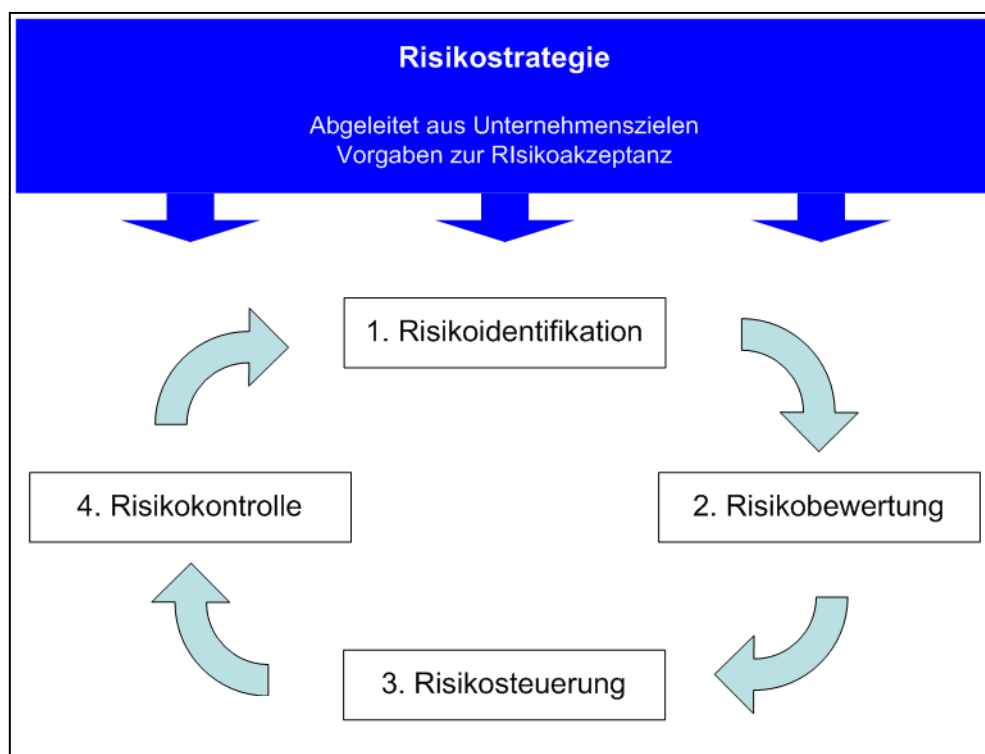 Risikostrategie
Abgeleitet aus Unternehmenszielen
Vorgaben zur RIsikoakzeptanz
1. Risikoidentifikation
4. Risikokontrolle
2. Risikobewertung
3. Risikosteuerung